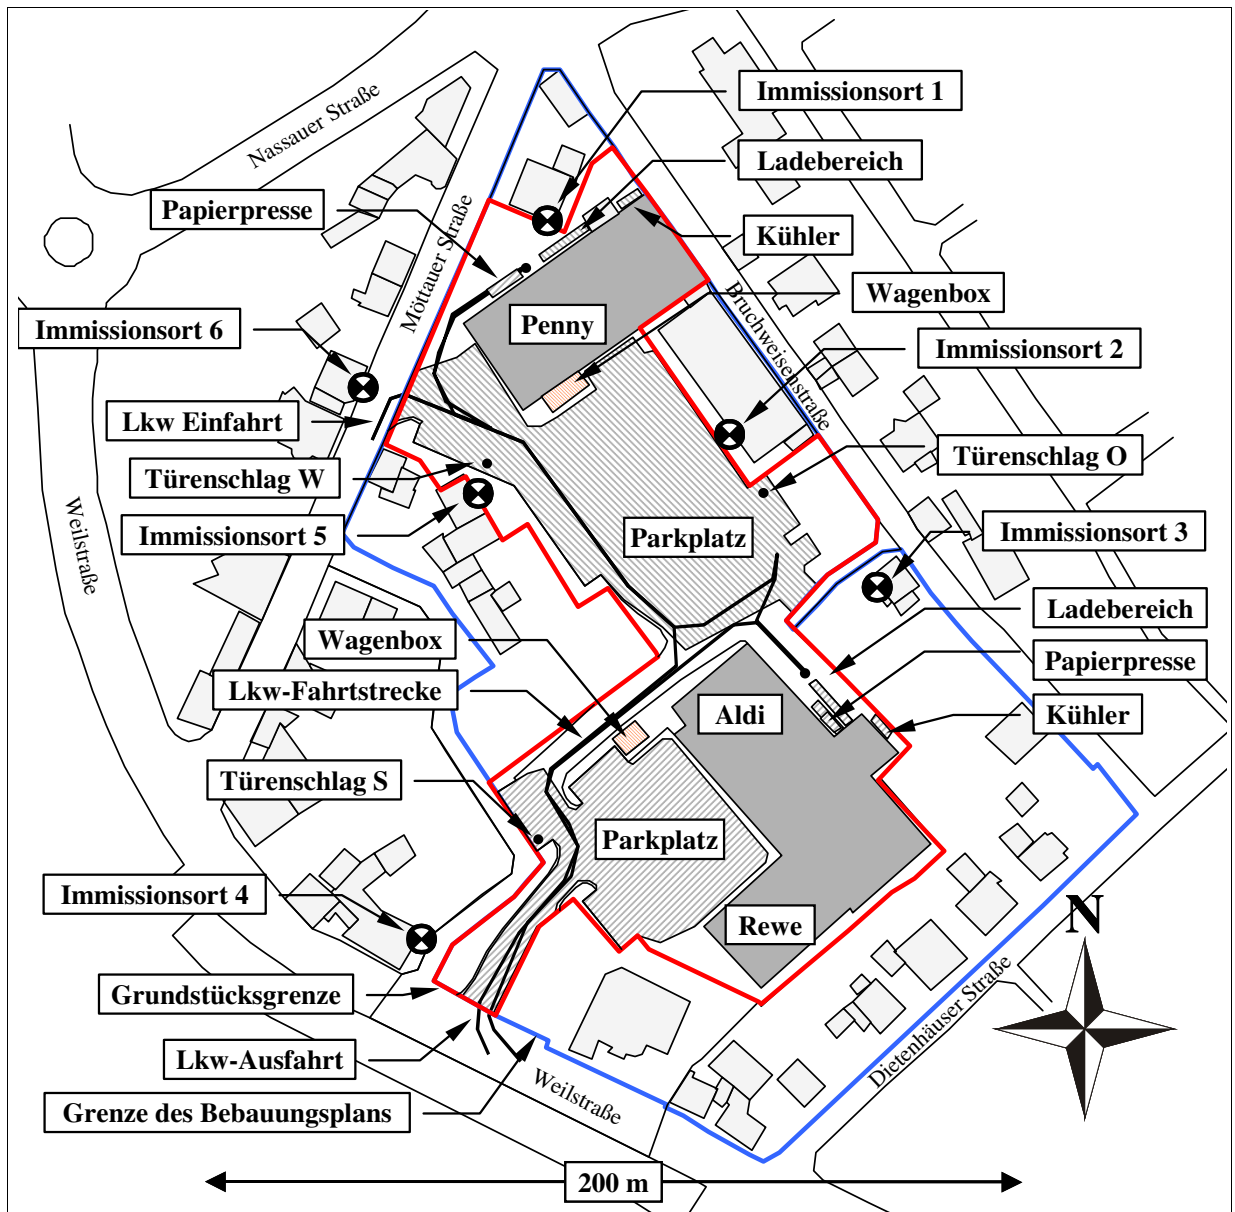 Immissionsort 1
Nassauer Straße
Ladebereich
Papierpresse
Kühler
Möttauer Straße
Wagenbox
Bruchweisenstraße
Immissionsort 6
Penny
Immissionsort 2
Lkw Einfahrt
Türenschlag O
Türenschlag W
Weilstraße
Immissionsort 5
Parkplatz
Immissionsort 3
Ladebereich
Wagenbox
Papierpresse
Lkw-Fahrtstrecke
Aldi
Kühler
Türenschlag S
Parkplatz
Immissionsort 4
Rewe
N
Grundstücksgrenze
Dietenhäuser Straße
Lkw-Ausfahrt
Weilstraße
Grenze des Bebauungsplans
200 m